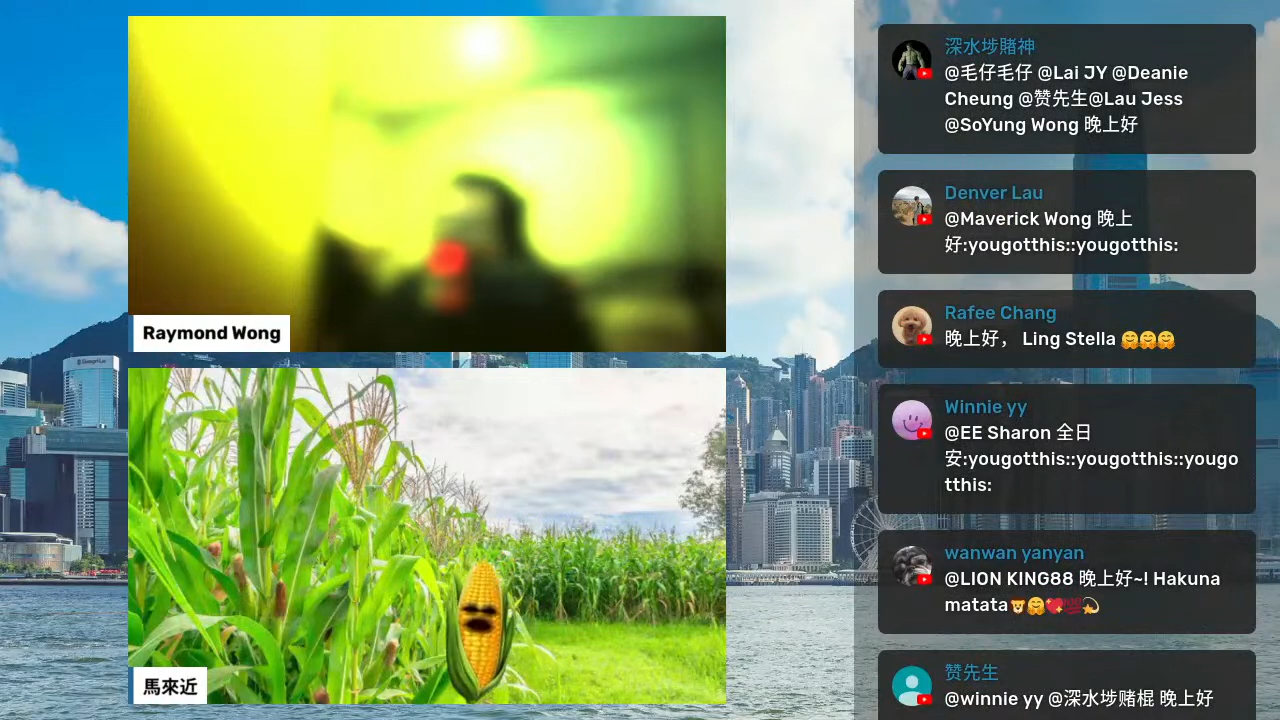 Raymond Wong
馬來近
深水埗賭神
@毛仔毛仔 @Lai JY @Deanie
Cheung @赞先生@Lau Jess
@SoYung Wong 晚上好
Denver Lau
@Maverick Wong 晚上
好:yougotthis::yougotthis:
Rafee Chang
晚上好， Ling Stella 🤗🤗🤗
Winnie yy
@EE Sharon 全日
安:yougotthis::yougotthis::yougo
tthis:
wanwan yanyan
@LION KING88 晚上好~! Hakuna
matata🦁🤗💖💯💫
赞先生
@winnie yy @深水埗赌棍 晚上好